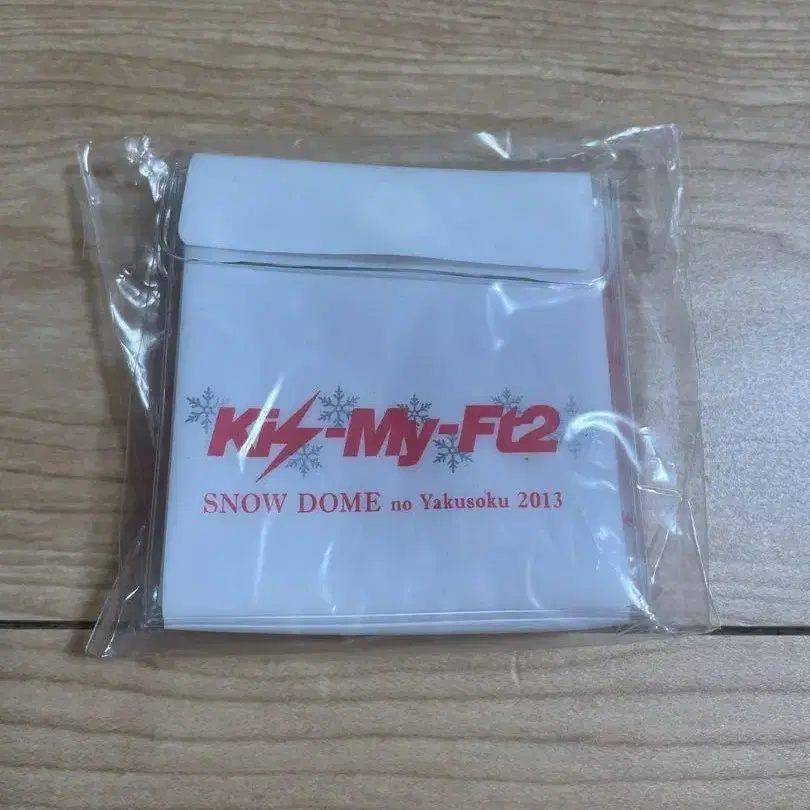 Kis-My-Ft2
SNOW DOME no Yakusoku 2013